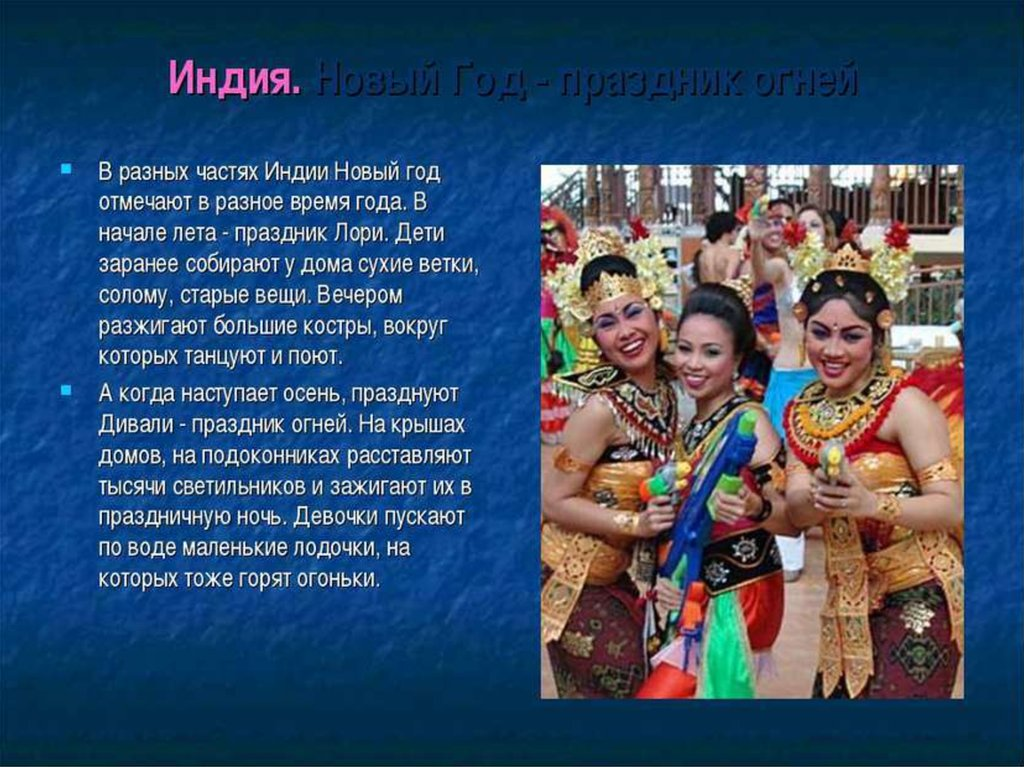 Индия. Новый Год - праздник огней
В разных частях Индии Новый год
отмечают в разное время года. В
начале лета - праздник Лори. Дети
заранее собирают у дома сухие ветки,
солому, старые вещи. Вечером
разжигают большие костры, вокруг
которых танцуют и поют.
А когда наступает осень, празднуют
Дивали - праздник огней. На крышах
домов, на подоконниках расставляют
тысячи светильников и зажигают их в
праздничную ночь. Девочки пускают
по воде маленькие лодочки, на
которых тоже горят огоньки.